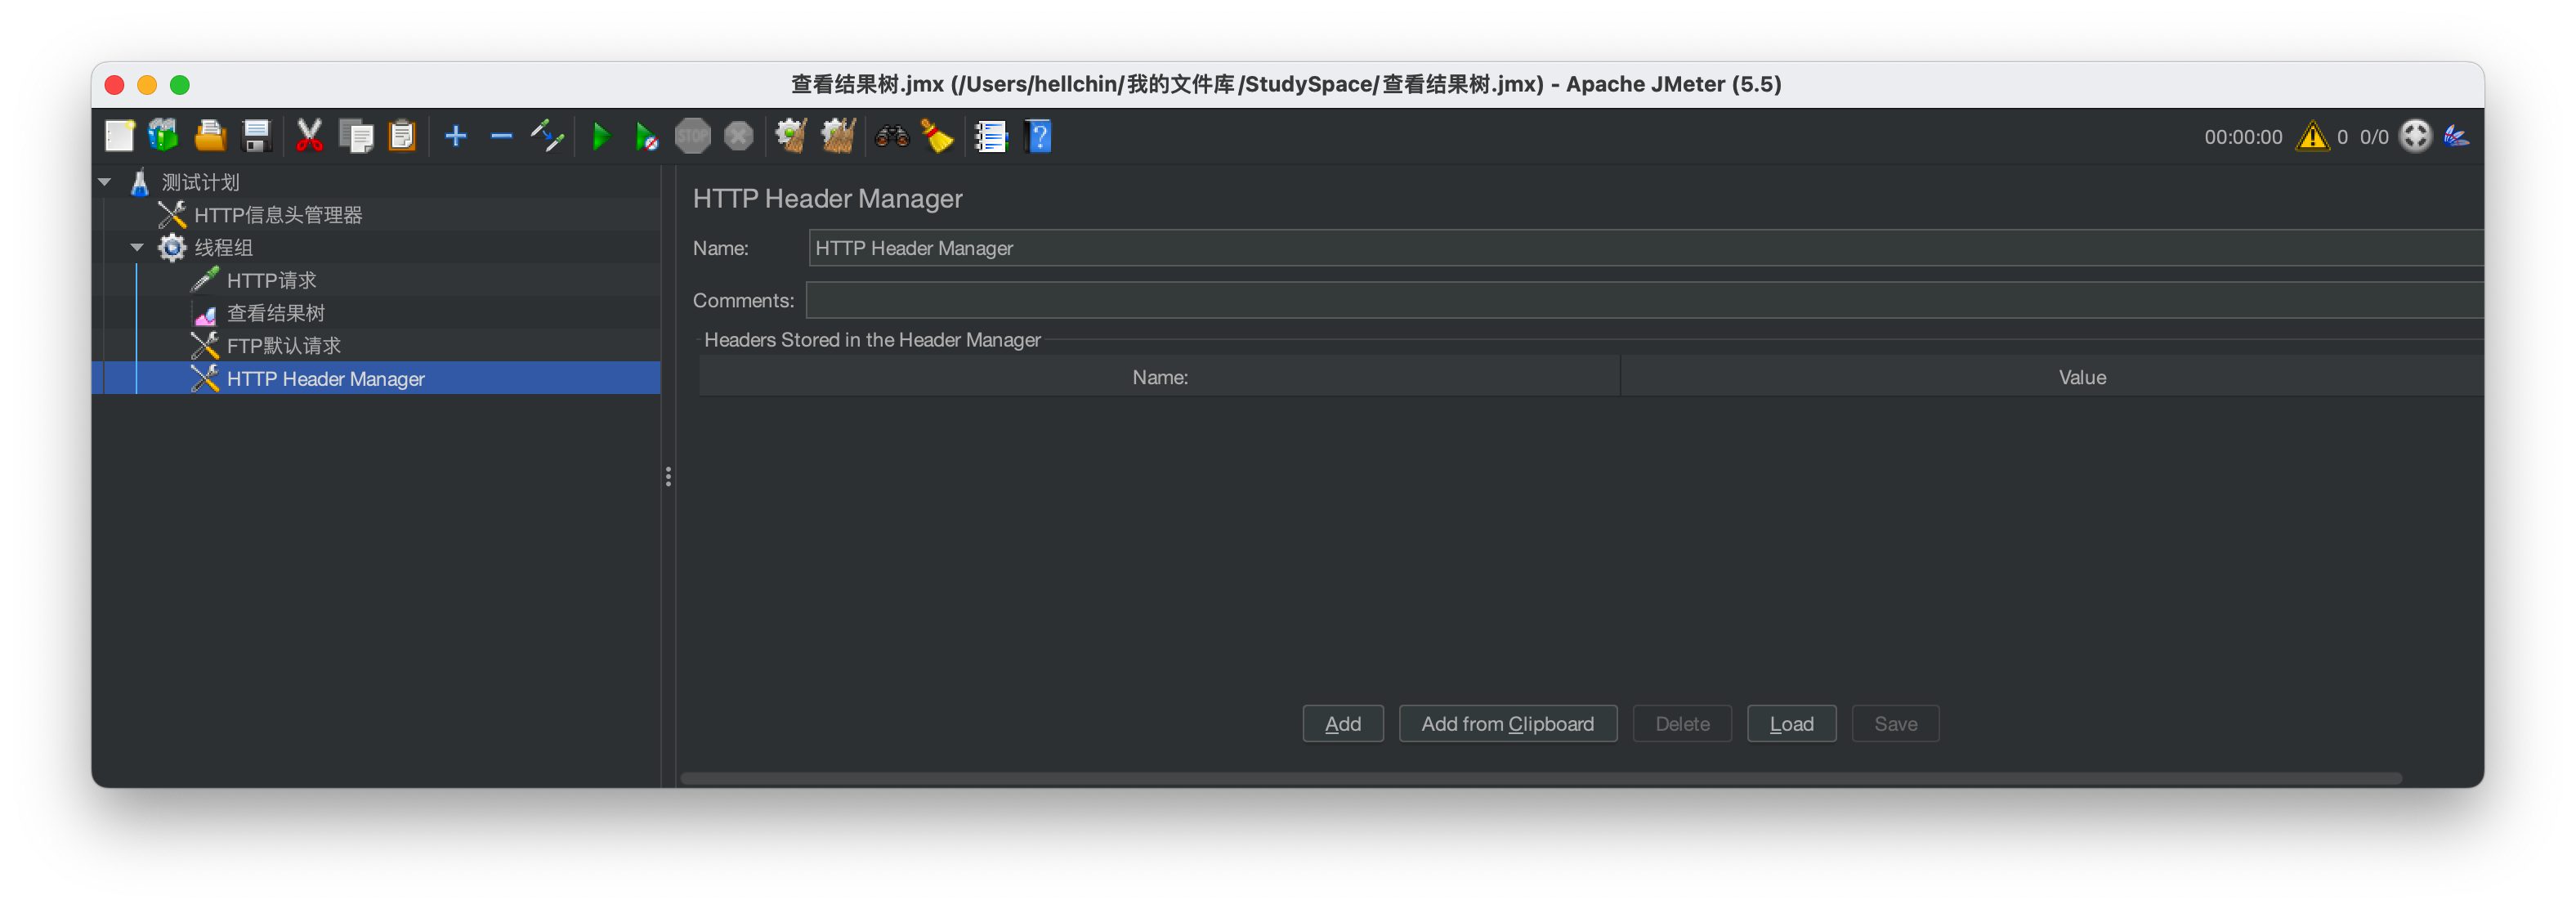 查看结果树.jmx (/Users/hellchin/我的文件库/StudySpace/查看结果树.jmx) - Apache JMeter (5.5)
STOP
?
00:00:00 ! 0 0/0
测试计划
HTTP信息头管理器
线程组
HTTP请求
查看结果树
FTP默认请求
HTTP Header Manager
HTTP Header Manager
Name: HTTP Header Manager
Comments:
Headers Stored in the Header Manager
Name: Value
Add Add from Clipboard Delete Load Save